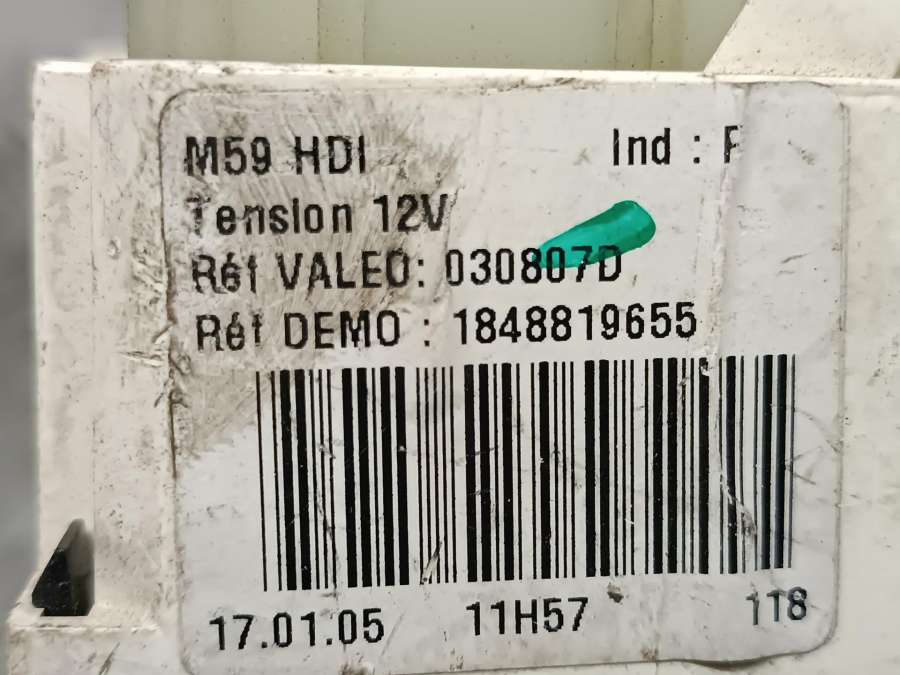 M59 HDI Ind : F
Tension 12V
Réf VALEO: 030807D
Réf DEMO : 1848819655
17.01.05 11H57 118